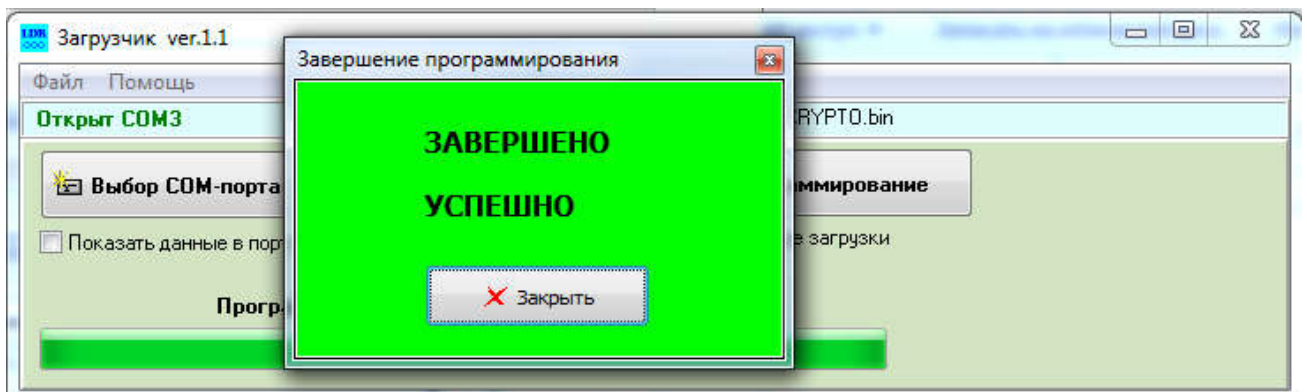 LDR
Загрузчик ver.1.1
Завершение программирования
Файл Помощь
Открыт COM3
RYPTO.bin
ЗАВЕРШЕНО
УСПЕШНО
Выбор COM-порта
ммирование
Показать данные в пор
е загрузки
Прогр
Закрыть